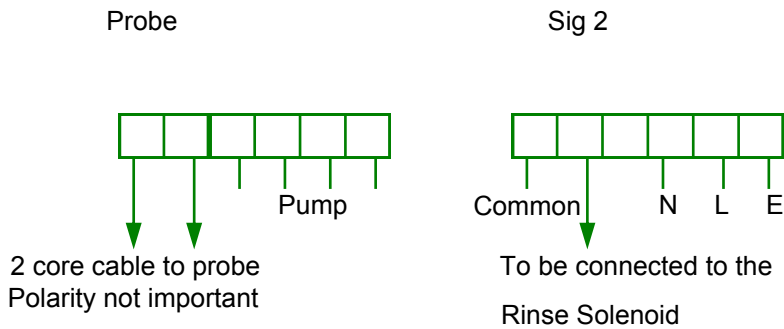 Probe
Sig 2
Pump
Common
N
L
E
2 core cable to probe
Polarity not important
To be connected to the
Rinse Solenoid